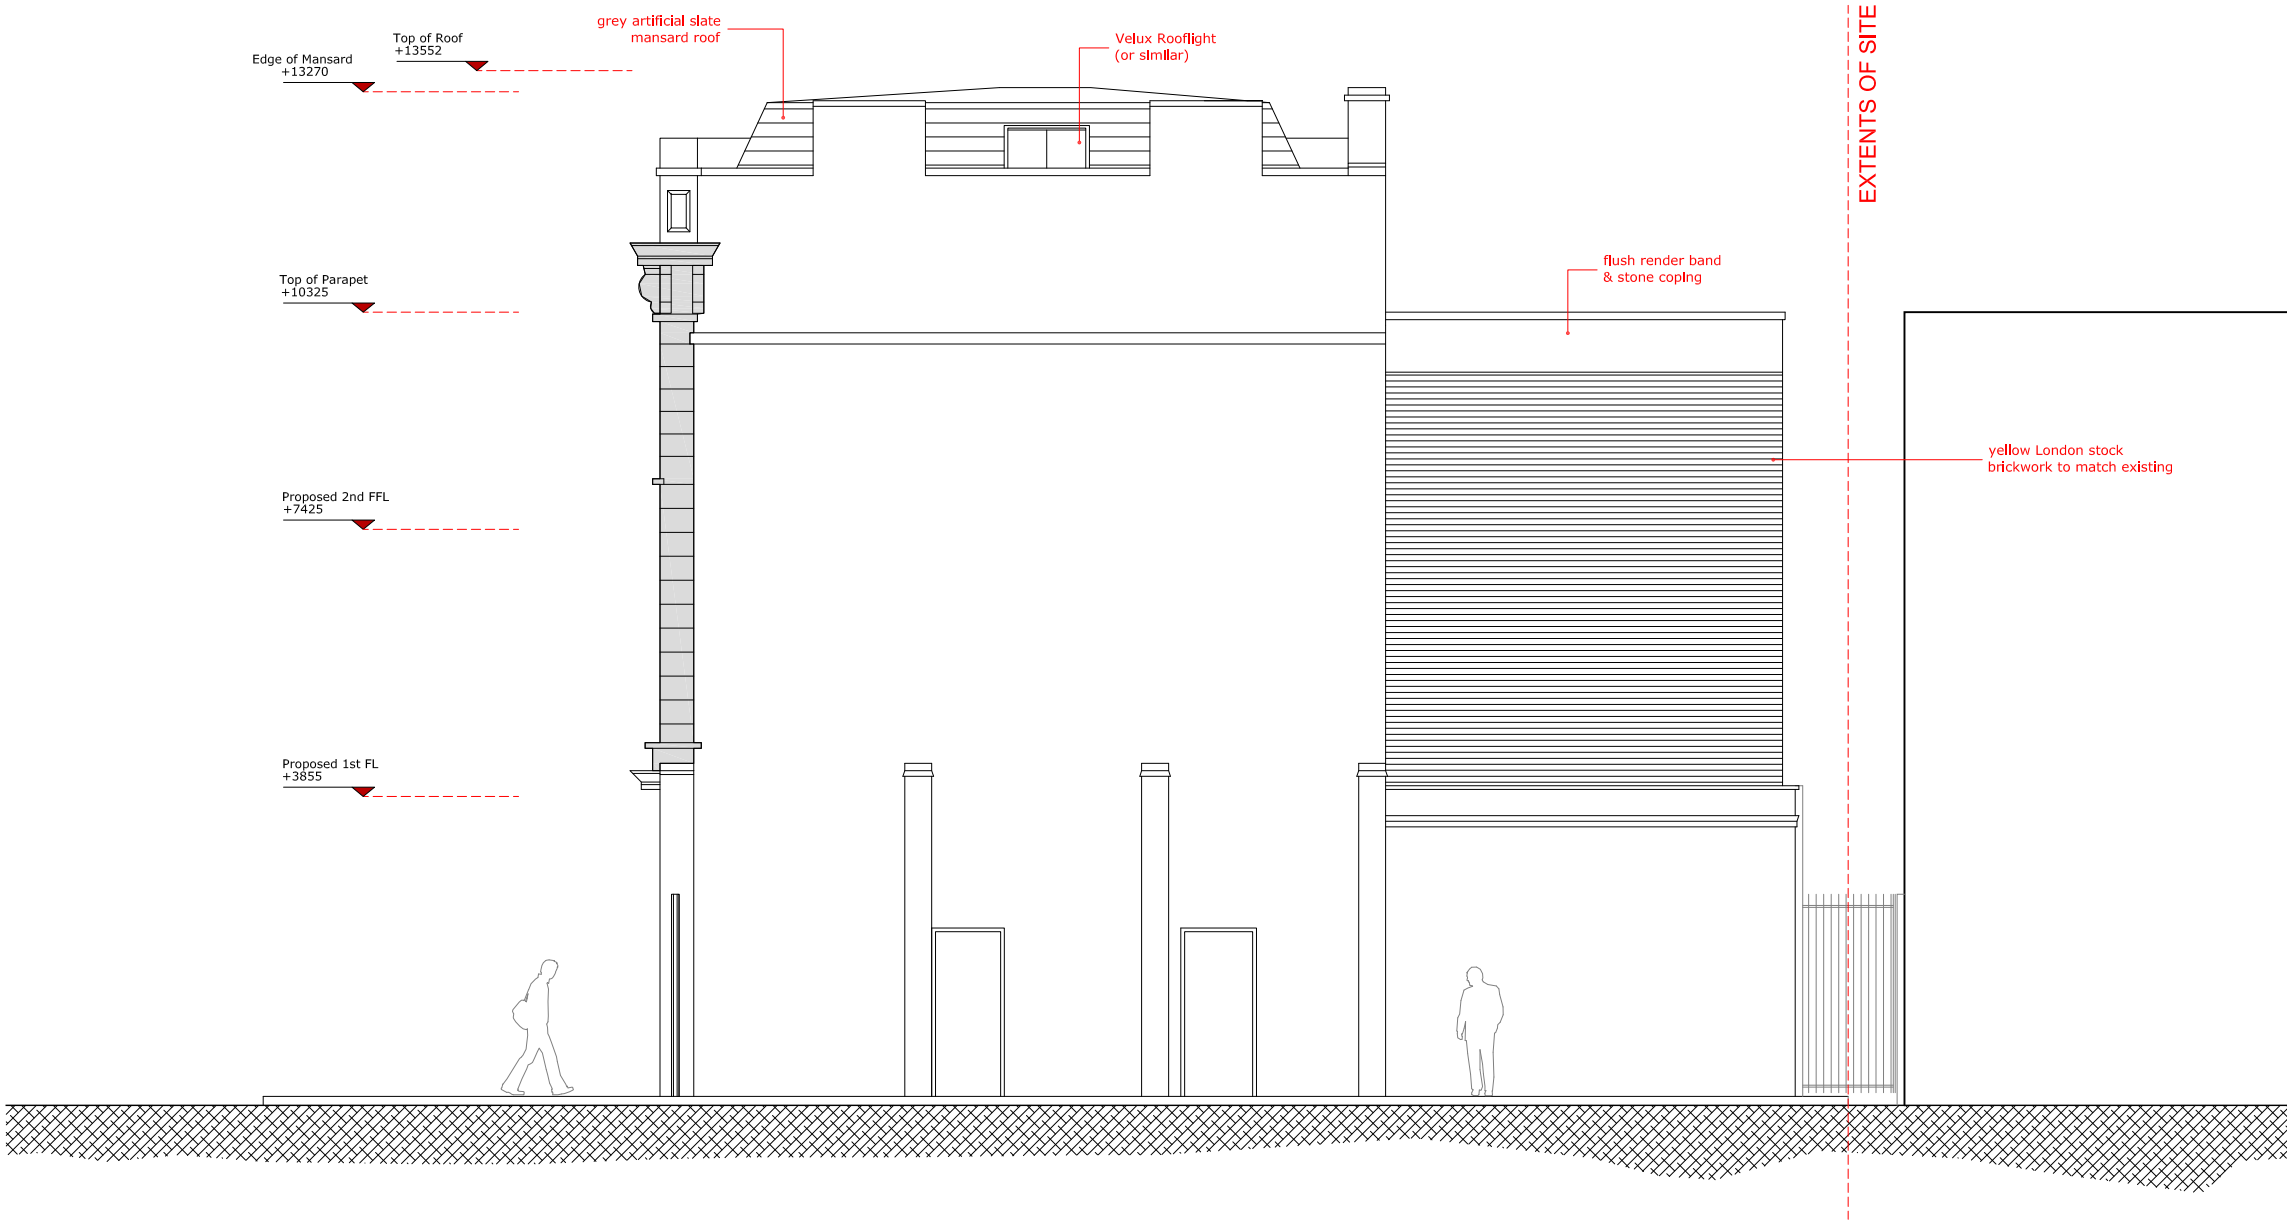 grey artificial slate
mansard roof
Top of Roof
+13552
Velux Rooflight
(or similar)
Edge of Mansard
+13270
EXTENTS OF SITE
flush render band
& stone coping
Top of Parapet
+10325
yellow London stock
brickwork to match existing
Proposed 2nd FFL
+7425
Proposed 1st FL
+3855